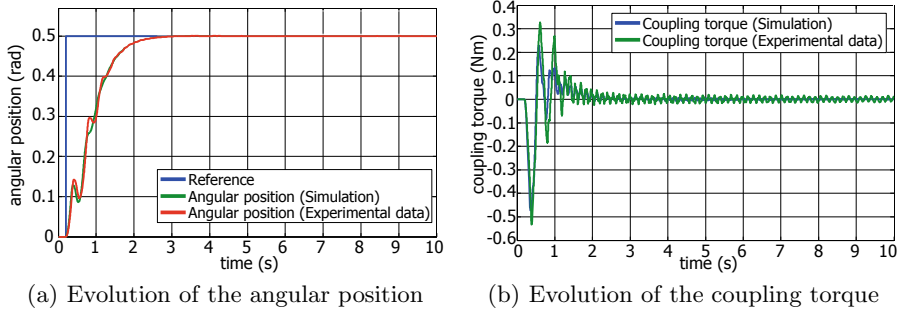 angular position (rad)
0.5
0.4
0.3
0.2
0.1
0
Reference
Angular position (Simulation)
Angular position (Experimental data)
0 1 2 3 4 5 6 7 8 9 10
time (s)
(a) Evolution of the angular position
coupling torque (Nm)
0.4
0.3
0.2
0.1
0
-0.1
-0.2
-0.3
-0.4
-0.5
-0.6
Coupling torque (Simulation)
Coupling torque (Experimental data)
0 1 2 3 4 5 6 7 8 9 10
time (s)
(b) Evolution of the coupling torque